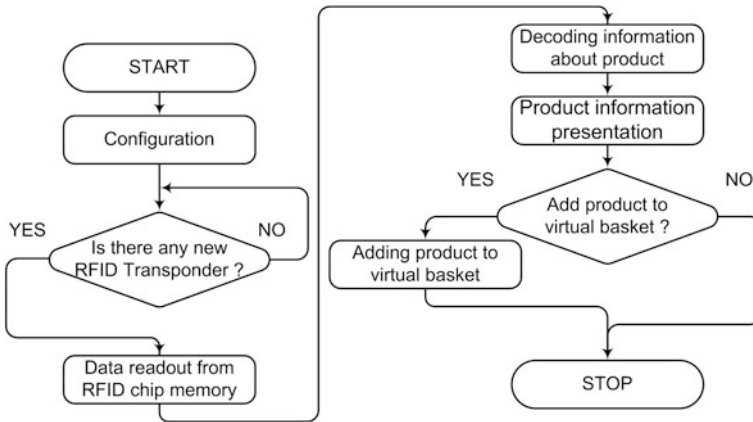 START
Configuration
YES
NO
Is there any new
RFID Transponder ?
Data readout from
RFID chip memory
Decoding information
about product
Product information
presentation
YES
NO
Add product to
virtual basket ?
Adding product to
virtual basket
STOP